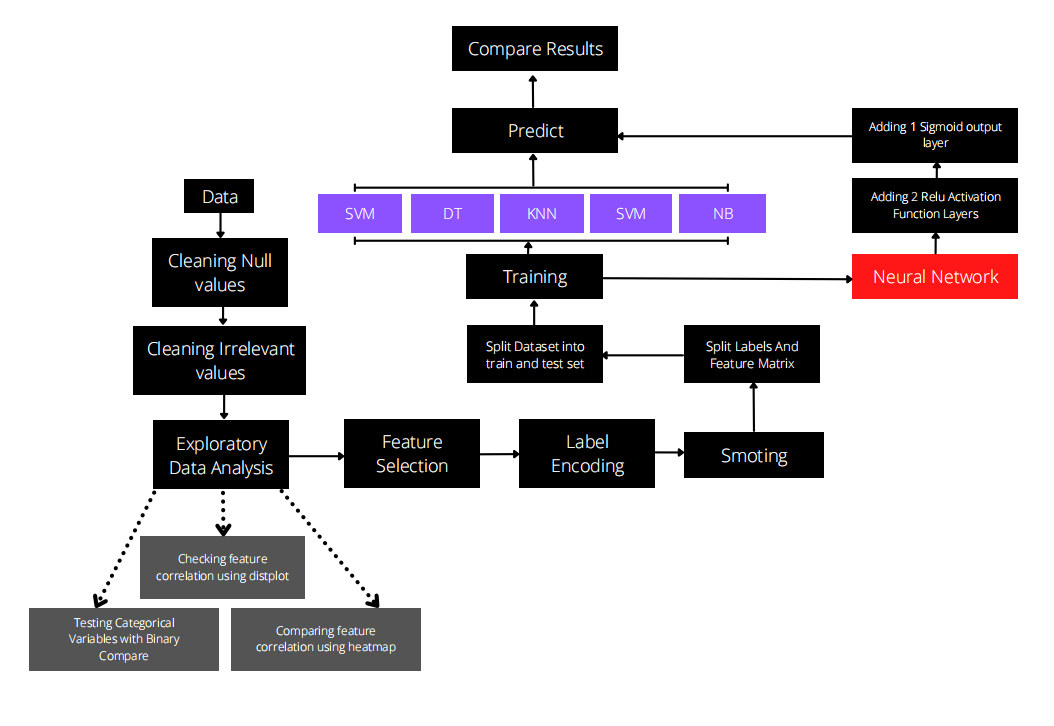 Compare Results
Predict
Adding 1 Sigmoid output
layer
Data
SVM
DT
KNN
SVM
NB
Adding 2 Relu Activation
Function Layers
Cleaning Null
values
Training
Neural Network
Cleaning Irrelevant
values
Split Dataset into
train and test set
Split Labels And
Feature Matrix
Exploratory
Data Analysis
Feature
Selection
Label
Encoding
Smoting
Checking feature
correlation using distplot
Testing Categorical
Variables with Binary
Compare
Comparing feature
correlation using heatmap